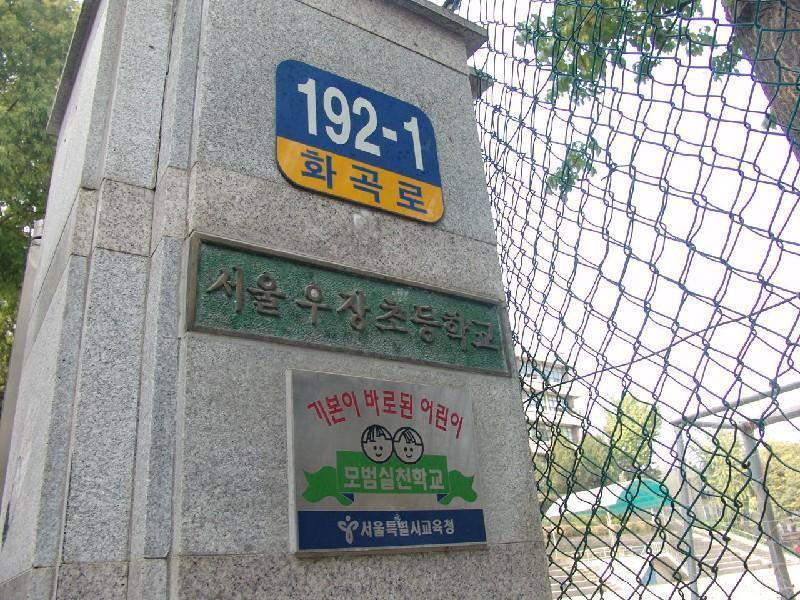 192-1
화곡로
서울우장초등학교
기본이 바로된 어린이
모범실천학교
서울특별시교육청